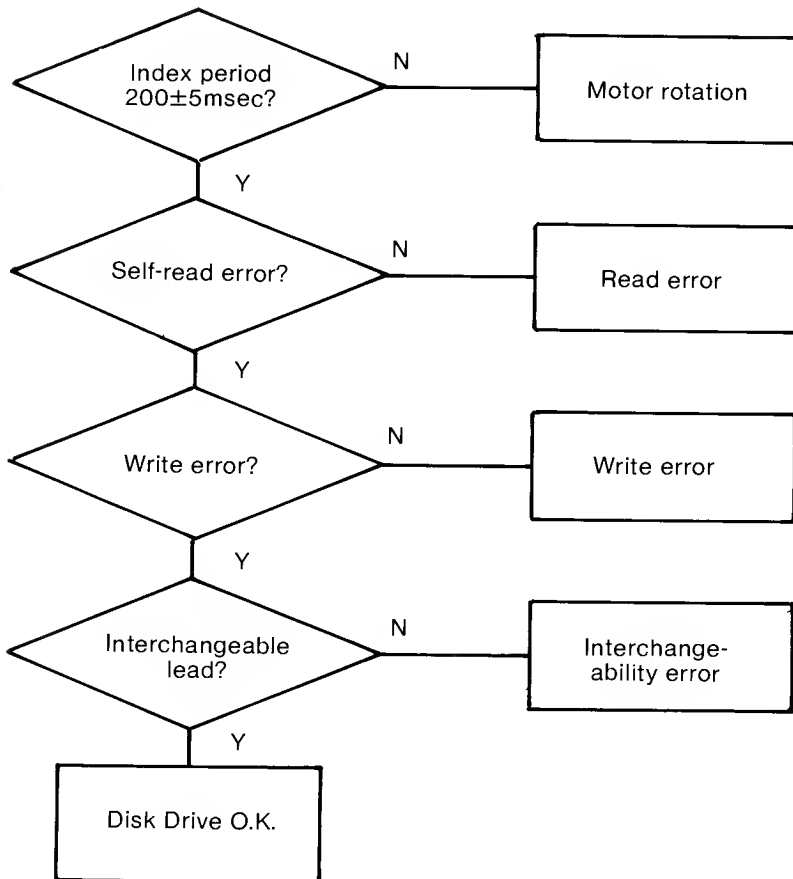 Index period
200±5msec?
N
Motor rotation
Y
Self-read error?
N
Read error
Y
Write error?
N
Write error
Y
Interchangeable
lead?
N
Interchange-
ability error
Y
Disk Drive O.K.